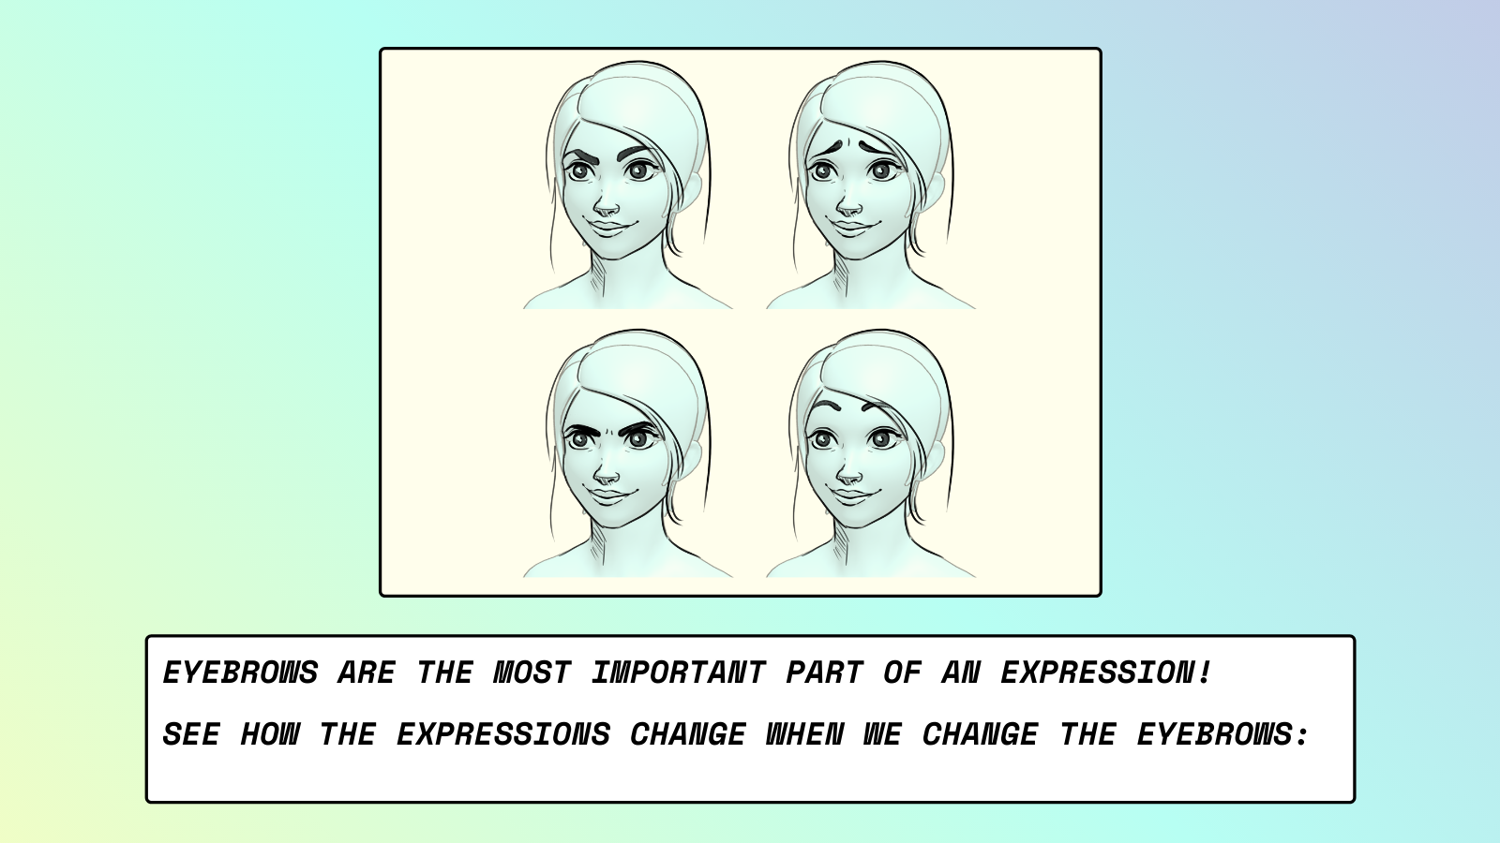 EYEBROWS ARE THE MOST IMPORTANT PART OF AN EXPRESSION!
SEE HOW THE EXPRESSIONS CHANGE WHEN WE CHANGE THE EYEBROWS: